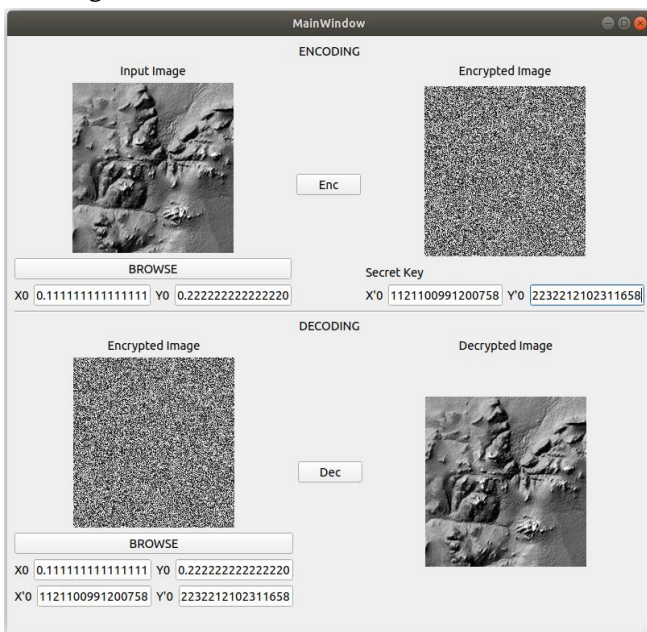 MainWindow
ENCODING
Input Image
Encrypted Image
Enc
BROWSE
Secret Key
X0 0.111111111111111 Y0 0.222222222222220
X'0 1121100991200758 Y'0 2232212102311658
DECODING
Encrypted Image
Decrypted Image
Dec
BROWSE
X0 0.111111111111111 Y0 0.222222222222220
X'0 1121100991200758 Y'0 2232212102311658